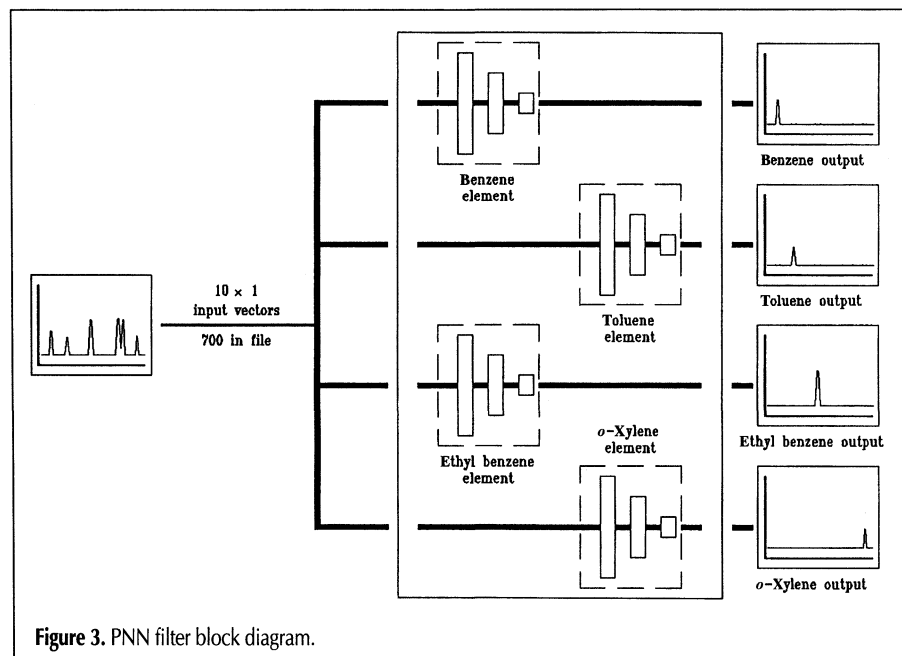 10 × 1
input vectors
700 in file
Benzene
element
Benzene output
Toluene
element
Toluene output
Ethyl benzene
element
Ethyl benzene output
o-Xylene
element
o-Xylene output
Figure 3. PNN filter block diagram.